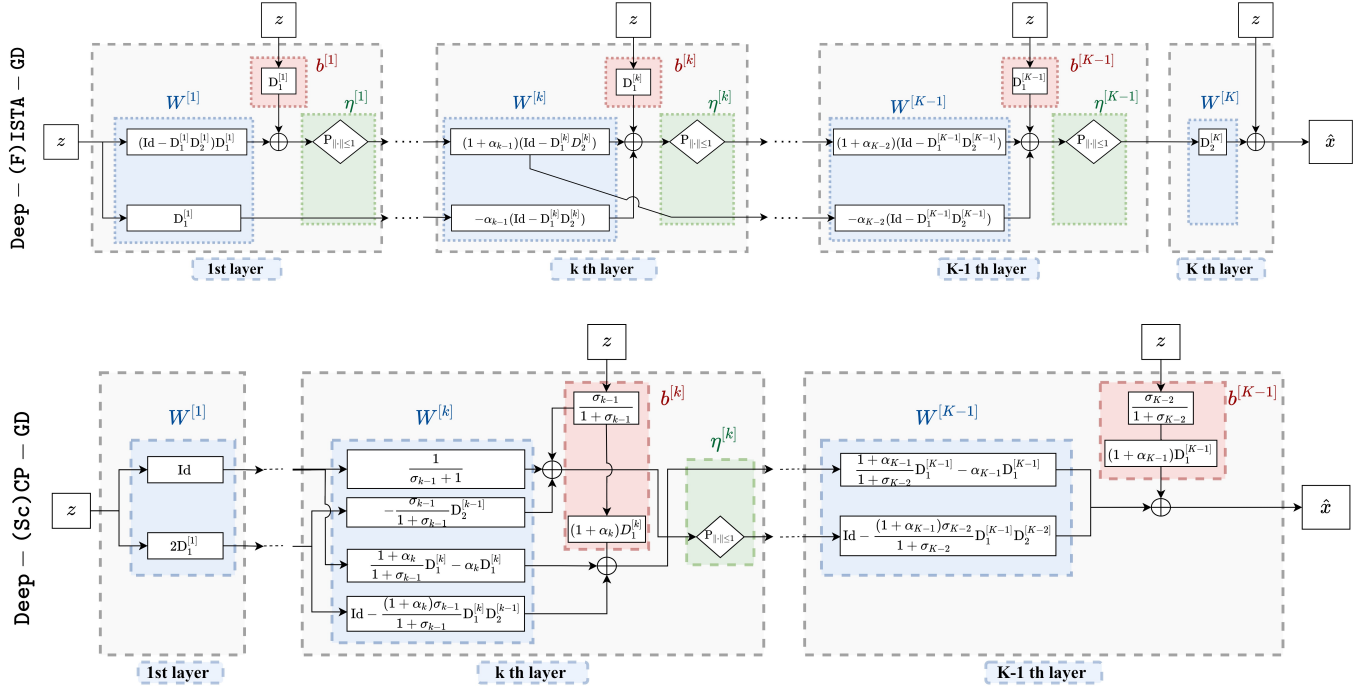 Deep-(F)ISTA-GD
z
z
z
z
z
D₁^{[1]}
b^{[1]}
D₁^{[k]}
b^{[k]}
D₁^{[K-1]}
b^{[K-1]}
W^{[1]}
η^{[1]}
W^{[k]}
η^{[k]}
W^{[K-1]}
η^{[K-1]}
W^{[K]}
(Id − D₁^{[1]}D₂^{[1]})D₁^{[1]}
P_{∥·∥≤1}
····
(1 + α_{k−1})(Id − D₁^{[k]}D₂^{[k]})
P_{∥·∥≤1}
····
(1 + α_{K−2})(Id − D₁^{[K-1]}D₂^{[K-1]})
P_{∥·∥≤1}
D₂^{[K]}
x̂
D₁^{[1]}
····
−α_{k−1}(Id − D₁^{[k]}D₂^{[k]})
····
−α_{K−2}(Id − D₁^{[K-1]}D₂^{[K-1]})
1st layer
k th layer
K-1 th layer
K th layer
Deep-(Sc)CP-GD
z
z
z
W^{[1]}
W^{[k]}
σ_{k−1} / (1 + σ_{k−1})
b^{[k]}
η^{[k]}
W^{[K-1]}
σ_{K−2} / (1 + σ_{K−2})
b^{[K-1]}
(1 + α_{K−1})D₁^{[K-1]}
Id
2D₁^{[1]}
1 / (σ_{k−1} + 1)
−σ_{k−1} / (1 + σ_{k−1}) D₂^{[k-1]}
(1 + α_k)D₁^{[k]}
(1 + α_k) / (1 + σ_{k−1}) D₁^{[k]} − α_k D₁^{[k]}
Id − (1 + α_k)σ_{k−1} / (1 + σ_{k−1}) D₁^{[k]}D₂^{[k-1]}
P_{∥·∥≤1}
(1 + α_{K−1}) / (1 + σ_{K−2}) D₁^{[K-1]} − α_{K−1}D₁^{[K-1]}
Id − (1 + α_{K−1})σ_{K−2} / (1 + σ_{K−2}) D₁^{[K-1]}D₂^{[K-2]}
x̂
1st layer
k th layer
K-1 th layer